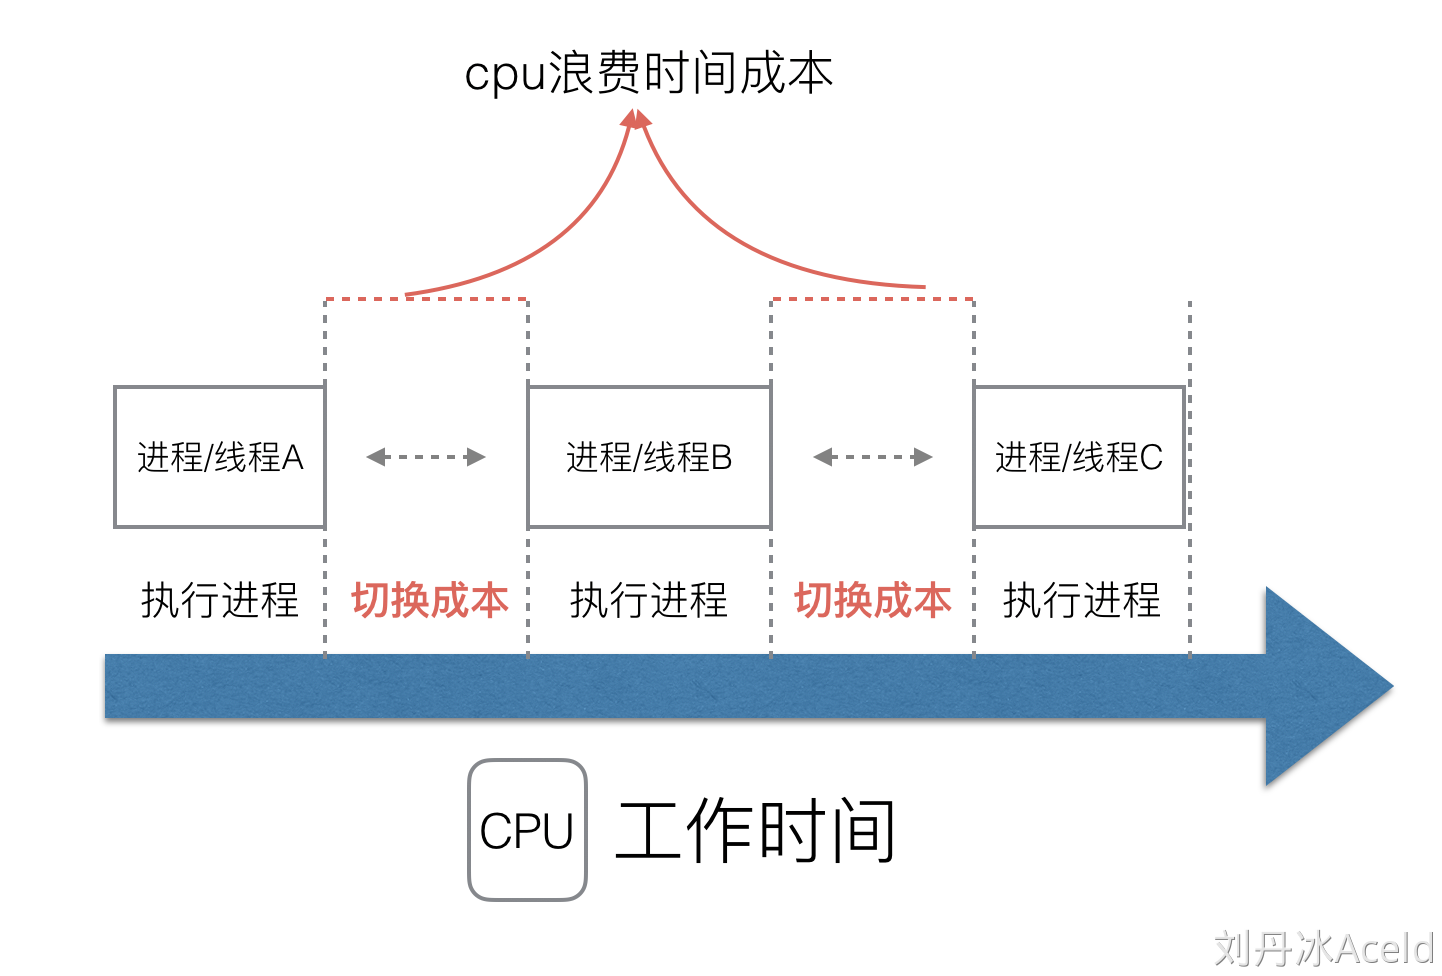 cpu浪费时间成本
进程/线程A
进程/线程B
进程/线程C
执行进程
切换成本
执行进程
切换成本
执行进程
CPU
工作时间
刘丹冰Aceld